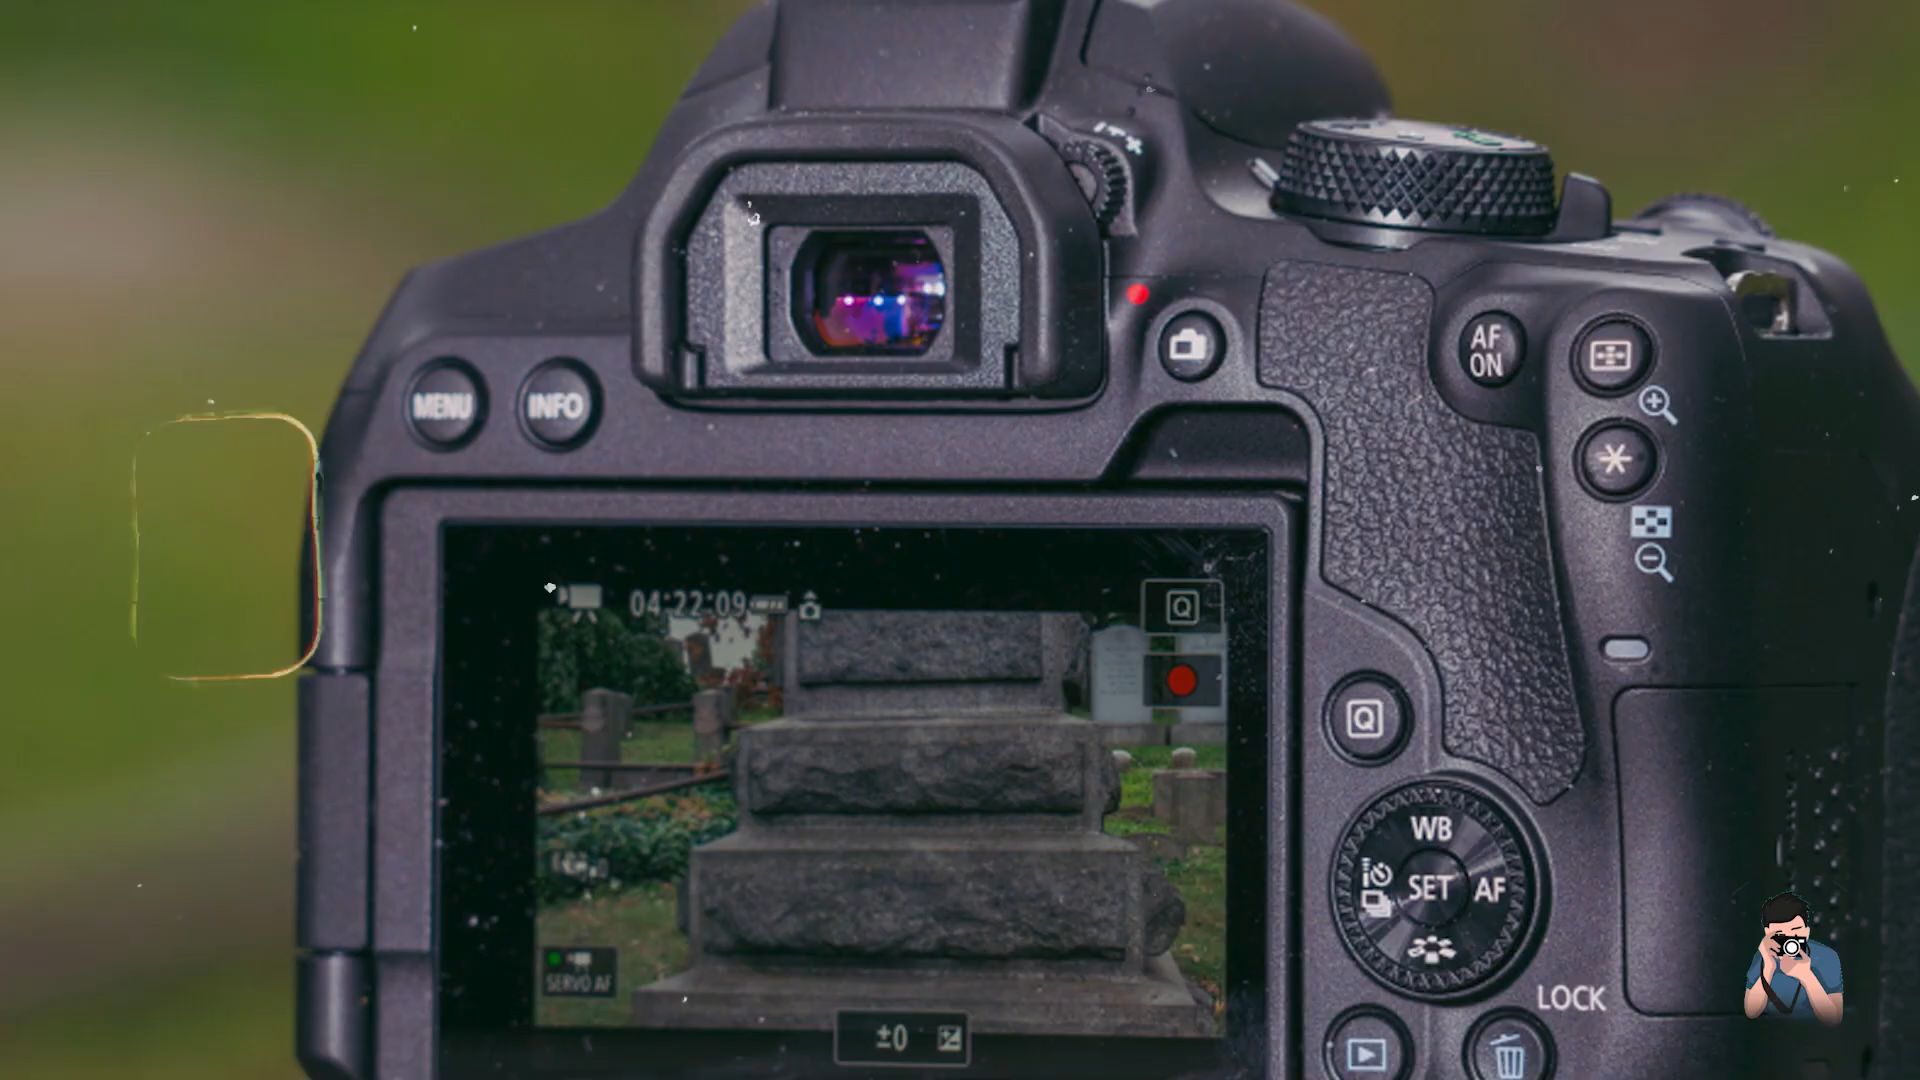 MENU
INFO
AF
ON
04:22:09
Q
Q
WB
SET
AF
SERVO AF
LOCK
±0